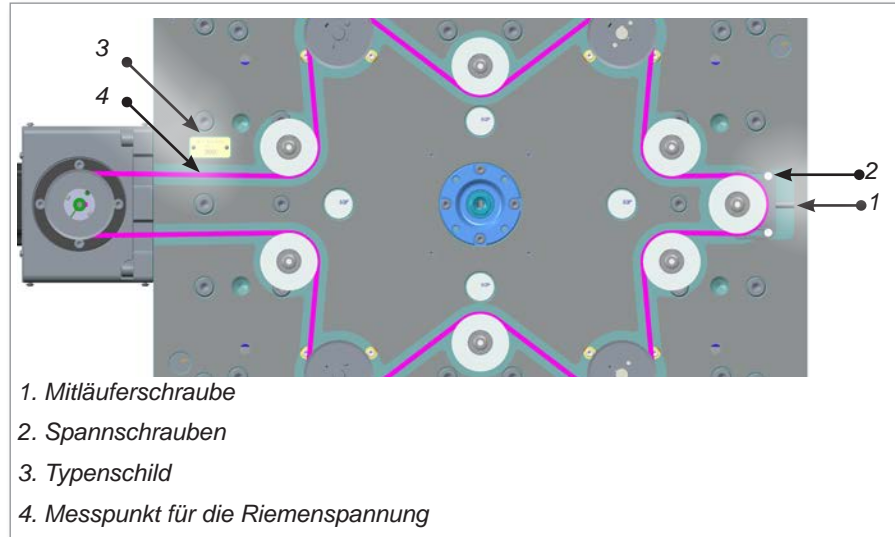 3
4
2
1
1. Mitläuferschraube
2. Spannschrauben
3. Typenschild
4. Messpunkt für die Riemenspannung